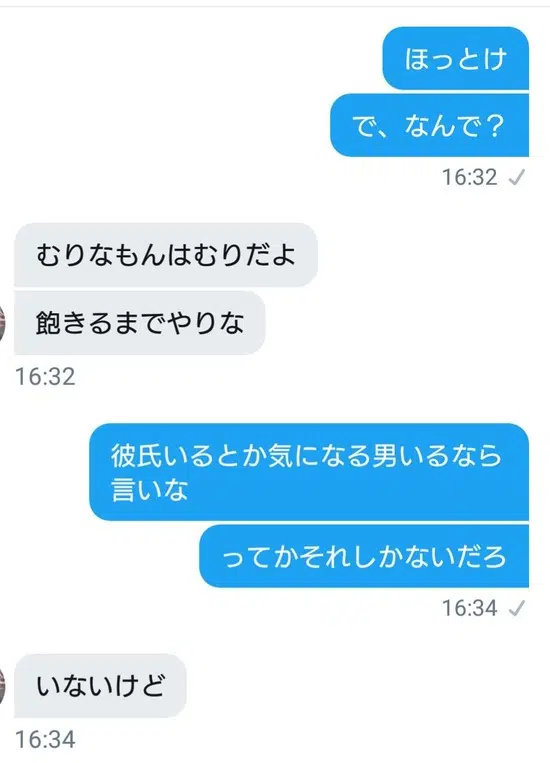 ほっとけ
で、なんで？
16:32
むりなもんはむりだよ
飽きるまでやりな
16:32
彼氏いるとか気になる男いるなら
言いな
ってかそれしかないだろ
16:34
いないけど
16:34